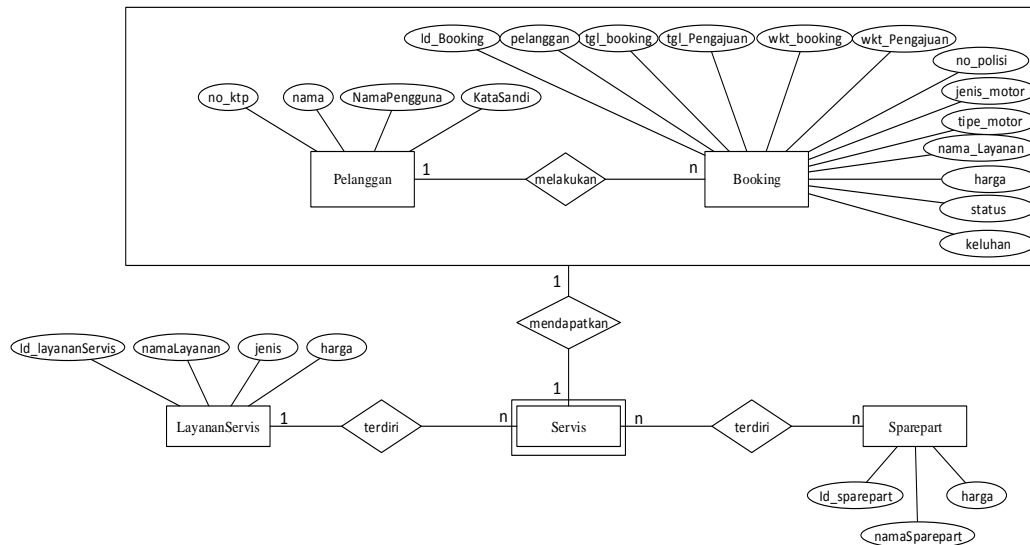 Id_Booking
pelanggan
tgl_booking
tgl_Pengajuan
wkt_booking
wkt_Pengajuan
no_polisi
jenis_motor
tipe_motor
nama_Layanan
harga
status
keluhan
no_ktp
nama
NamaPengguna
KataSandi
Pelanggan
1
melakukan
n
Booking
1
mendapatkan
1
Id_layananServis
namaLayanan
jenis
harga
LayananServis
1
terdiri
n
Servis
n
terdiri
n
Sparepart
Id_sparepart
harga
namaSparepart